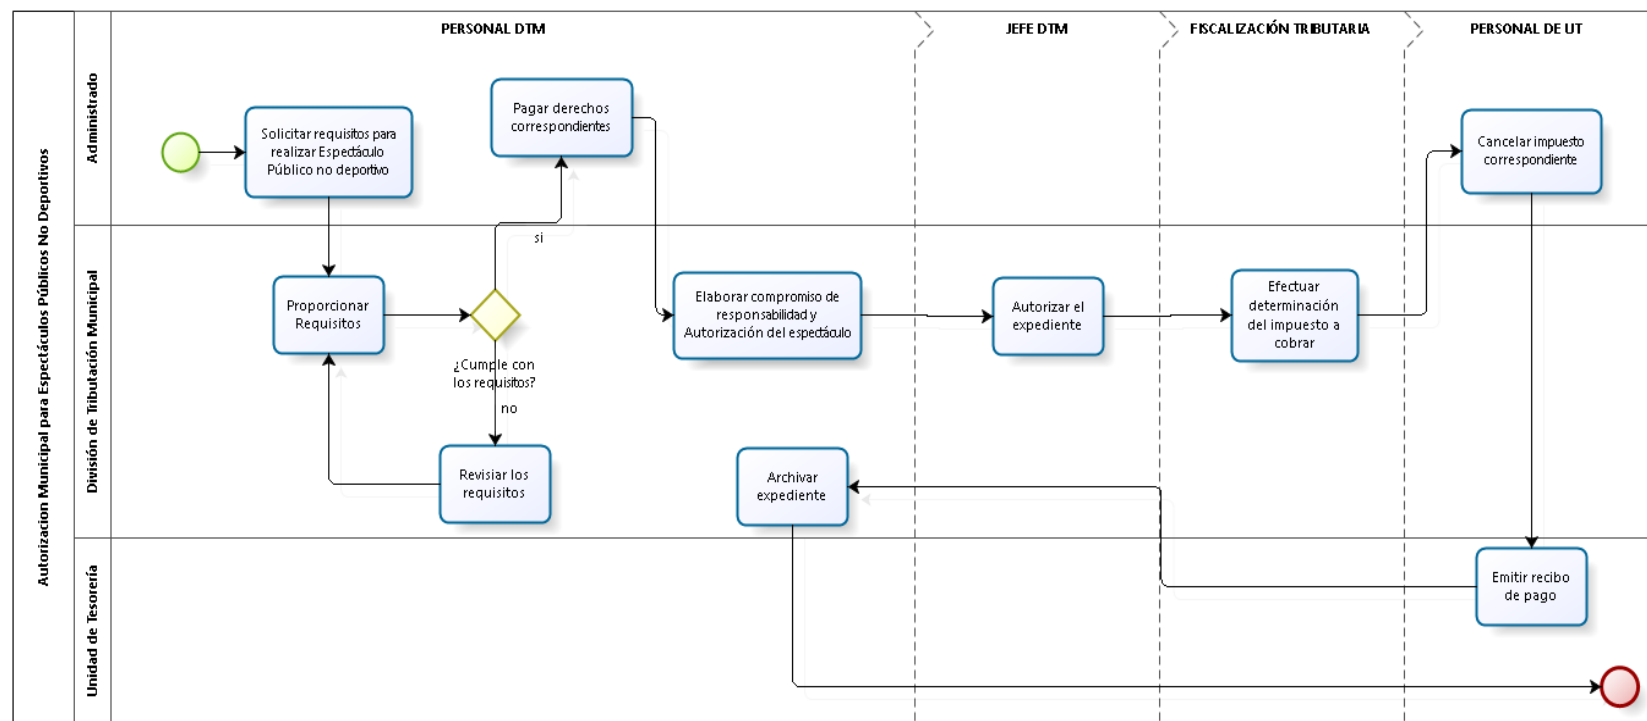 PERSONAL DTM
JEFE DTM
FISCALIZACIÓN TRIBUTARIA
PERSONAL DE UT
Autorizacion Municipal para Espectáculos Públicos No Deportivos
Administrado
Solicitar requisitos para
realizar Espectáculo
Público no deportivo
Pagar derechos
correspondientes
Cancelar impuesto
correspondiente
División de Tributación Municipal
si
Proporcionar
Requisitos
¿Cumple con
los requisitos?
no
Elaborar compromiso de
responsabilidad y
Autorización del espectáculo
Autorizar el
expediente
Efectuar
determinación
del impuesto a
cobrar
Revisiar los
requisitos
Archivar
expediente
Unidad de Tesorería
Emitir recibo
de pago